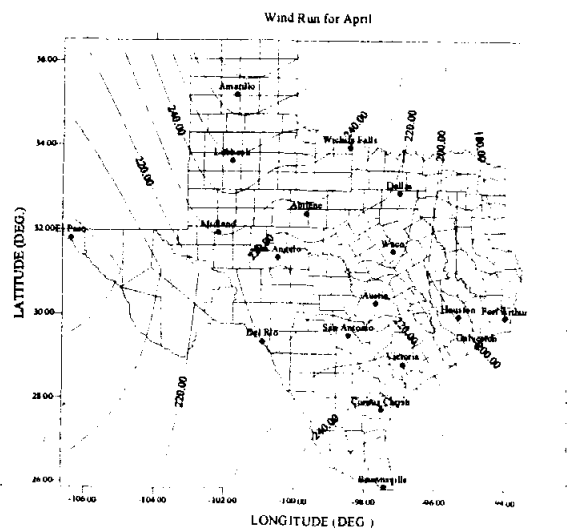 Wind Run for April
36.00
Amarillo
240.00
240.00
220.00
200.00
180.00
34.00
Wichita Falls
Lubbock
220.00
Dallas
Abilene
32.00
El Paso
Midland
San Angelo
Waco
LATITUDE (DEG.)
30.00
Austin
Houston
Port Arthur
Del Rio
San Antonio
220.00
Galveston
200.00
Victoria
28.00
220.00
Corpus Christi
240.00
26.00
Brownsville
-106.00
-104.00
-102.00
-100.00
-98.00
-96.00
-94.00
LONGITUDE (DEG.)